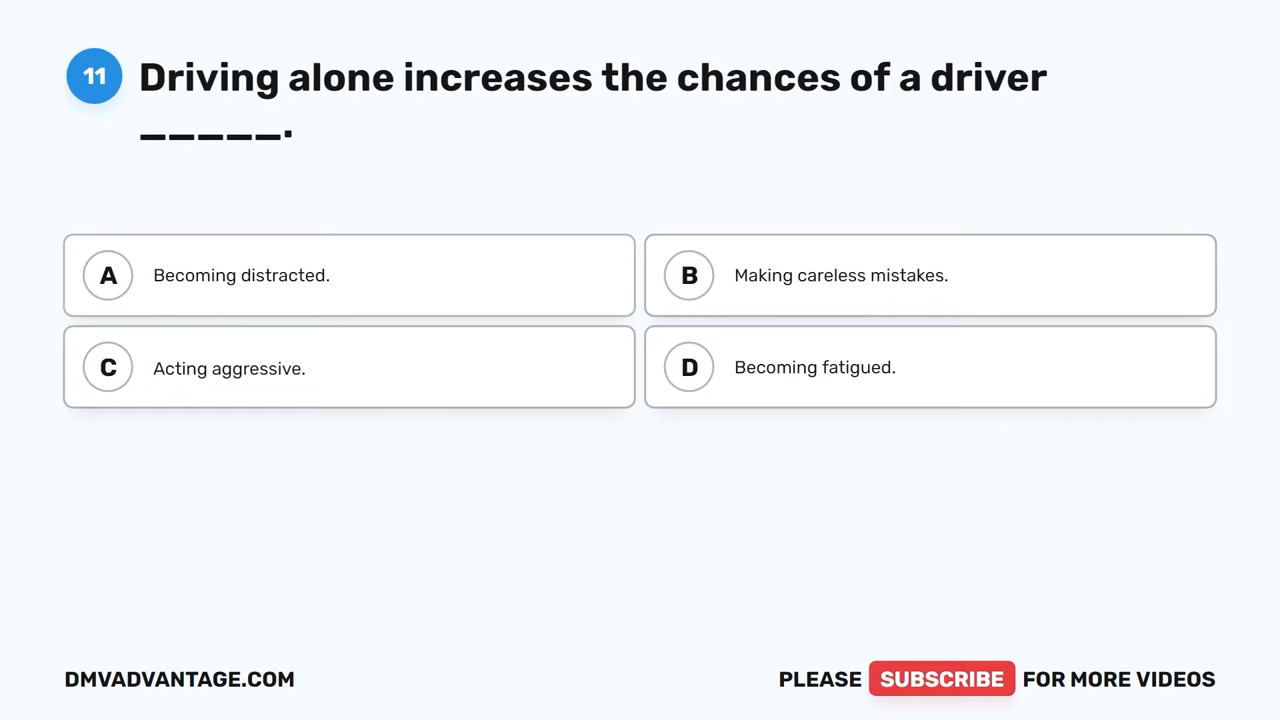 11 Driving alone increases the chances of a driver
_____.
A Becoming distracted.
B Making careless mistakes.
C Acting aggressive.
D Becoming fatigued.
DMVADVANTAGE.COM
PLEASE SUBSCRIBE FOR MORE VIDEOS